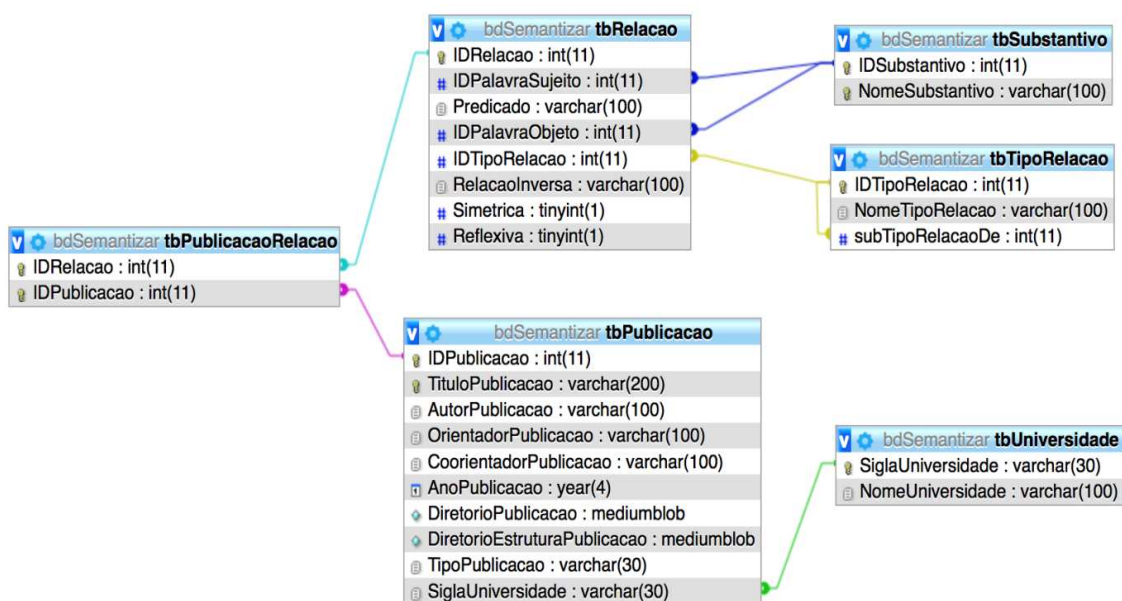 bdSemantizar tbRelacao
IDRelacao : int(11)
# IDPalavraSujeito : int(11)
Predicado : varchar(100)
# IDPalavraObjeto : int(11)
# IDTipoRelacao : int(11)
RelacaoInversa : varchar(100)
# Simetrica : tinyint(1)
# Reflexiva : tinyint(1)
bdSemantizar tbSubstantivo
IDSubstantivo : int(11)
NomeSubstantivo : varchar(100)
bdSemantizar tbTipoRelacao
IDTipoRelacao : int(11)
NomeTipoRelacao : varchar(100)
# subTipoRelacaoDe : int(11)
bdSemantizar tbPublicacaoRelacao
IDRelacao : int(11)
IDPublicacao : int(11)
bdSemantizar tbPublicacao
IDPublicacao : int(11)
TituloPublicacao : varchar(200)
AutorPublicacao : varchar(100)
OrientadorPublicacao : varchar(100)
CoorientadorPublicacao : varchar(100)
AnoPublicacao : year(4)
DiretorioPublicacao : mediumblob
DiretorioEstruturaPublicacao : mediumblob
TipoPublicacao : varchar(30)
SiglaUniversidade : varchar(30)
bdSemantizar tbUniversidade
SiglaUniversidade : varchar(30)
NomeUniversidade : varchar(100)